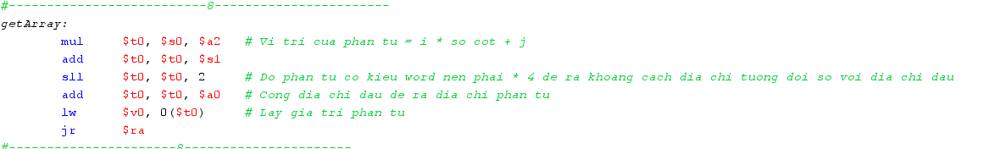 #--------------------------8-----------------------
getArray:
mul $t0, $s0, $a2 # Vi tri cua phan tu = i * so cot + j
add $t0, $t0, $s1
sll $t0, $t0, 2 # Do phan tu co kieu word nen phai * 4 de ra khoang cach dia chi tuong doi so voi dia chi dau
add $t0, $t0, $a0 # Cong dia chi dau de ra dia chi phan tu
lw $v0, 0($t0) # Lay gia tri phan tu
jr $ra
#----------------------8----------------------